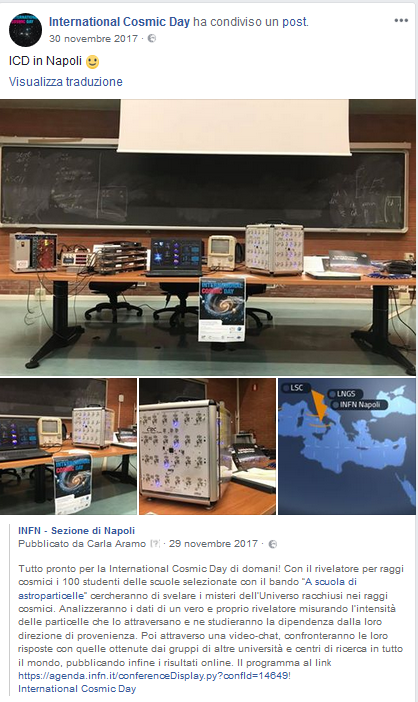 International Cosmic Day ha condiviso un post.
30 novembre 2017 ·
ICD in Napoli
Visualizza traduzione
INTERNATIONAL
COSMIC DAY
INTERNATIONAL
COSMIC DAY
LSC
LNGS
INFN Napoli
INFN - Sezione di Napoli
Pubblicato da Carla Aramo [?] · 29 novembre 2017 ·
Tutto pronto per la International Cosmic Day di domani! Con il rivelatore per raggi
cosmici i 100 studenti delle scuole selezionate con il bando "A scuola di
astroparticelle" cercheranno di svelare i misteri dell'Universo racchiusi nei raggi
cosmici. Analizzeranno i dati di un vero e proprio rivelatore misurando l'intensità
delle particelle che lo attraversano e ne studieranno la dipendenza dalla loro
direzione di provenienza. Poi attraverso una video-chat, confronteranno le loro
risposte con quelle ottenute dai gruppi di altre università e centri di ricerca in tutto
il mondo, pubblicando infine i risultati online. Il programma al link
https://agenda.infn.it/conferenceDisplay.py?confId=14649!
International Cosmic Day